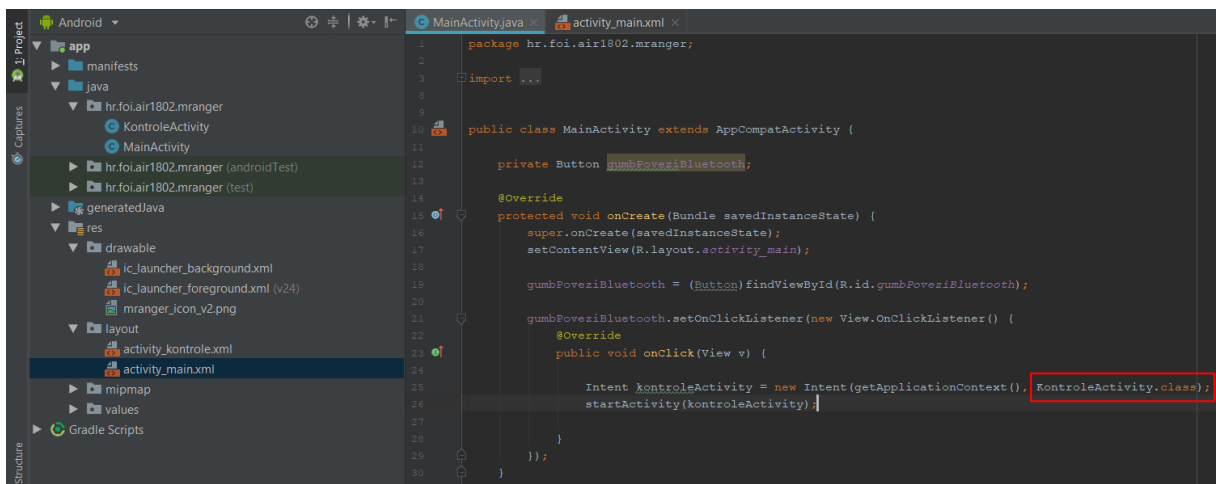 1: Project
Captures
Structure
Android
app
manifests
java
hr.foi.air1802.mranger
KontroleActivity
MainActivity
hr.foi.air1802.mranger (androidTest)
hr.foi.air1802.mranger (test)
generatedJava
res
drawable
ic_launcher_background.xml
ic_launcher_foreground.xml (v24)
mranger_icon_v2.png
layout
activity_kontrole.xml
activity_main.xml
mipmap
values
Gradle Scripts
MainActivity.java activity_main.xml
1 package hr.foi.air1802.mranger;
2
3 import ...
8
9
10 public class MainActivity extends AppCompatActivity {
11
12 private Button gumbPoveziBluetooth;
13
14 @Override
15 protected void onCreate(Bundle savedInstanceState) {
16 super.onCreate(savedInstanceState);
17 setContentView(R.layout.activity_main);
18
19 gumbPoveziBluetooth = (Button)findViewById(R.id.gumbPoveziBluetooth);
20
21 gumbPoveziBluetooth.setOnClickListener(new View.OnClickListener() {
22 @Override
23 public void onClick(View v) {
24
25 Intent kontroleActivity = new Intent(getApplicationContext(), KontroleActivity.class);
26 startActivity(kontroleActivity);
27
28 }
29 });
30 }